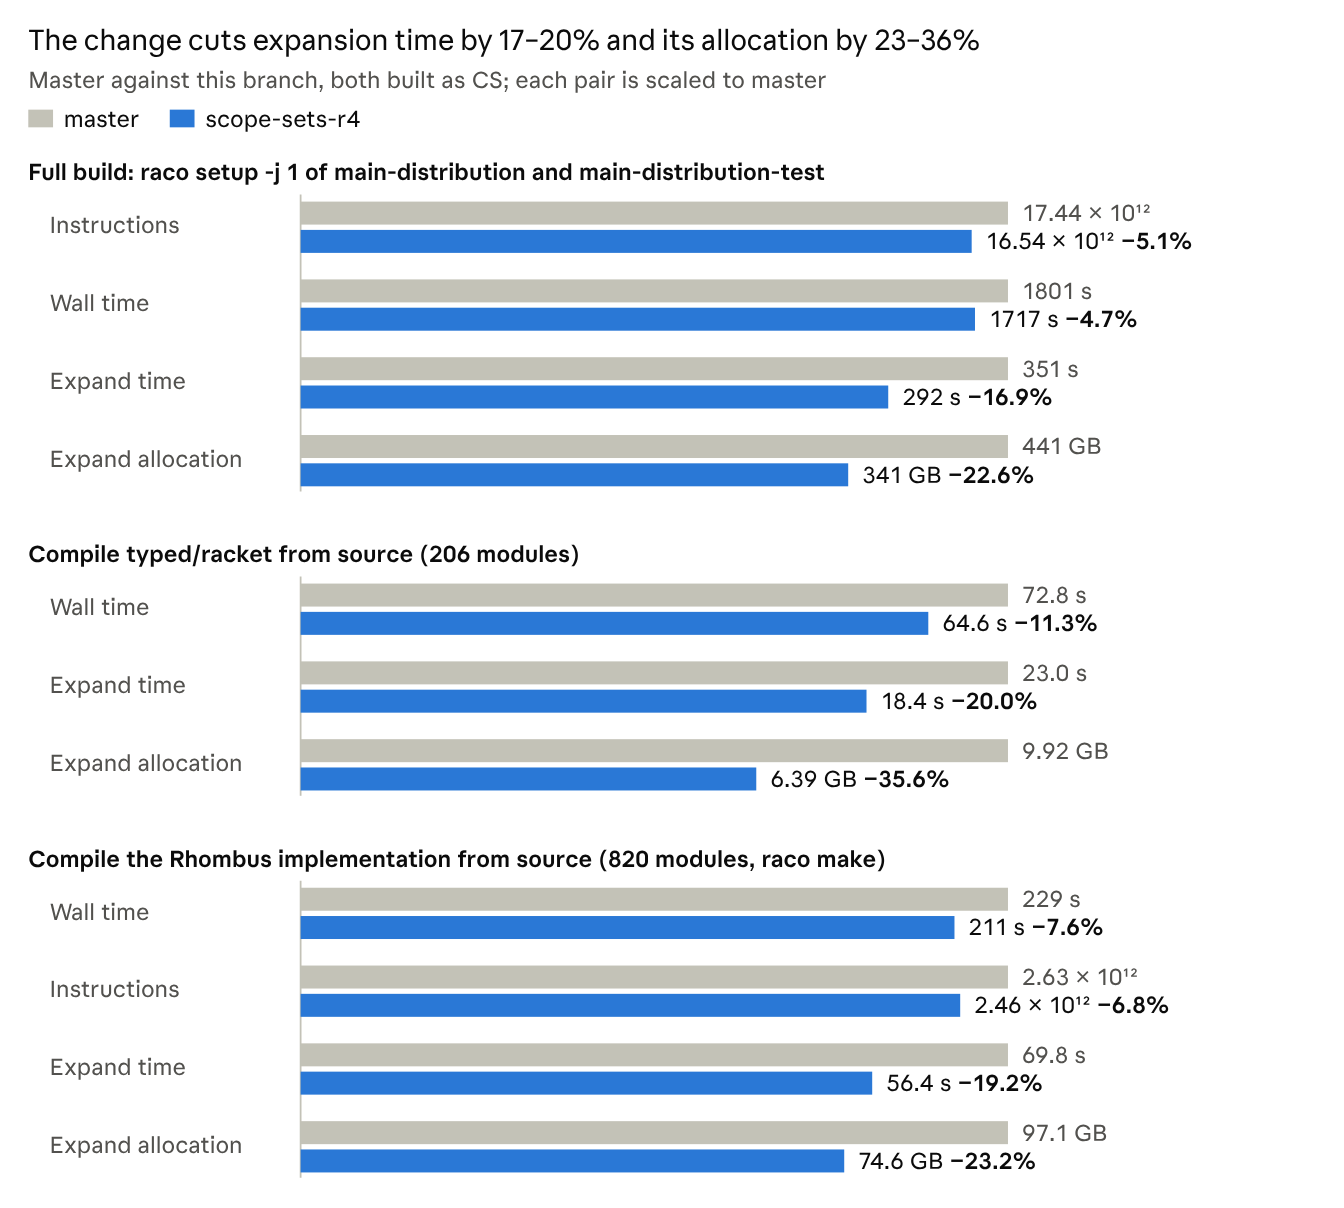 The change cuts expansion time by 17–20% and its allocation by 23–36%
Master against this branch, both built as CS; each pair is scaled to master
master scope-sets-r4
Full build: raco setup -j 1 of main-distribution and main-distribution-test
Instructions
17.44 × 10¹²
16.54 × 10¹² −5.1%
Wall time
1801 s
1717 s −4.7%
Expand time
351 s
292 s −16.9%
Expand allocation
441 GB
341 GB −22.6%
Compile typed/racket from source (206 modules)
Wall time
72.8 s
64.6 s −11.3%
Expand time
23.0 s
18.4 s −20.0%
Expand allocation
9.92 GB
6.39 GB −35.6%
Compile the Rhombus implementation from source (820 modules, raco make)
Wall time
229 s
211 s −7.6%
Instructions
2.63 × 10¹²
2.46 × 10¹² −6.8%
Expand time
69.8 s
56.4 s −19.2%
Expand allocation
97.1 GB
74.6 GB −23.2%